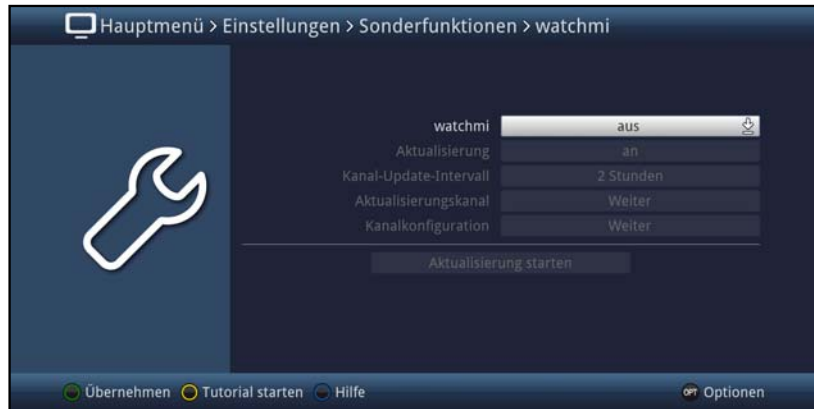 Hauptmenü > Einstellungen > Sonderfunktionen > watchmi
watchmi aus
Aktualisierung an
Kanal-Update-Intervall 2 Stunden
Aktualisierungskanal Weiter
Kanalkonfiguration Weiter
Aktualisierung starten
Übernehmen Tutorial starten Hilfe OPT Optionen